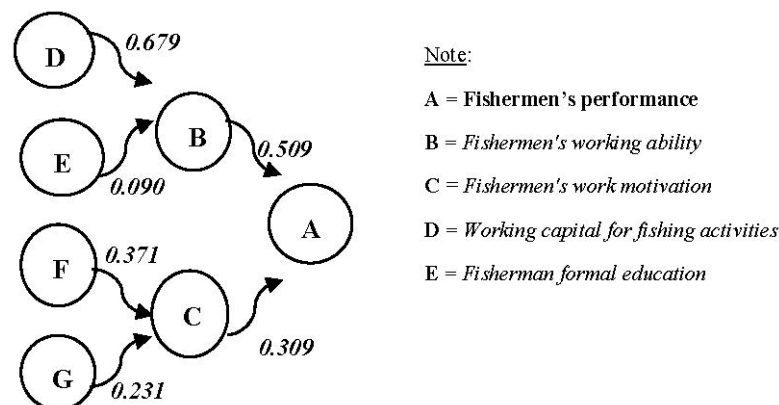 D
0.679
E
0.090
B
0.509
A
F
0.371
C
0.309
G
0.231
Note:
A = Fishermen's performance
B = Fishermen's working ability
C = Fishermen's work motivation
D = Working capital for fishing activities
E = Fisherman formal education